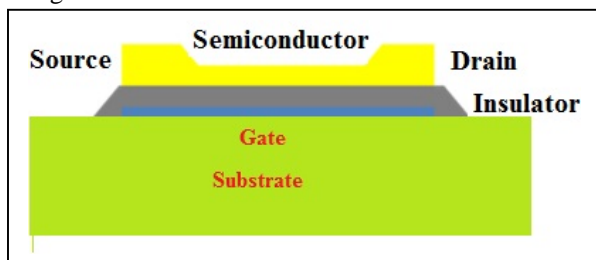 Semiconductor
Source
Drain
Insulator
Gate
Substrate